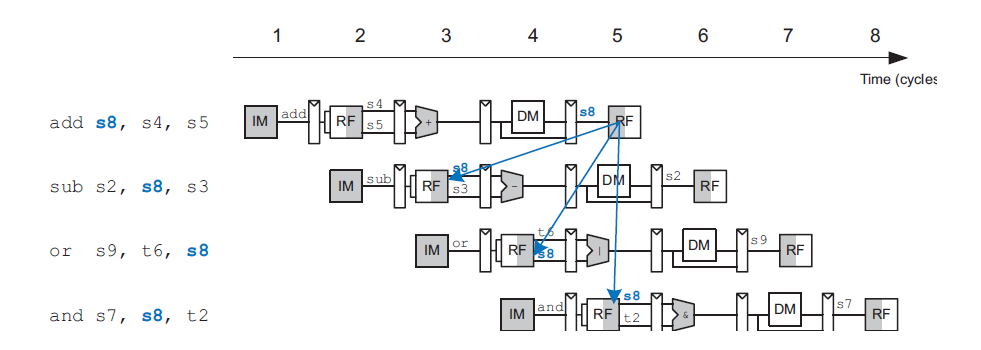 1 2 3 4 5 6 7 8
Time (cycles
add s8, s4, s5
IM add RF s4 s5 + DM s8 RF
sub s2, s8, s3
IM sub RF s8 s3 - DM s2 RF
or s9, t6, s8
IM or RF t6 s8 | DM s9 RF
and s7, s8, t2
IM and RF s8 t2 & DM s7 RF